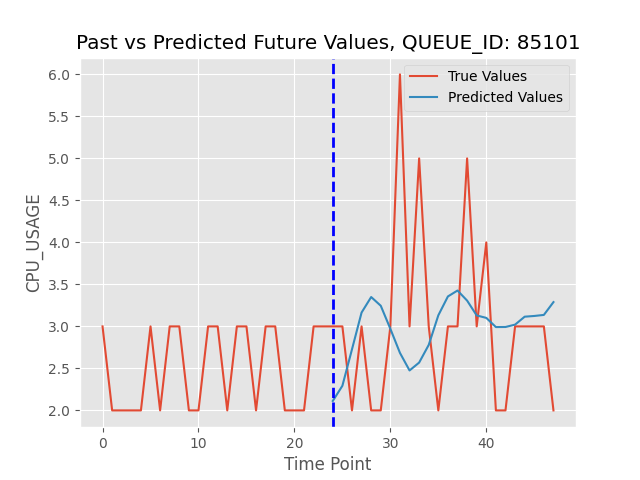 Past vs Predicted Future Values, QUEUE_ID: 85101
True Values
Predicted Values
CPU_USAGE
6.0
5.5
5.0
4.5
4.0
3.5
3.0
2.5
2.0
0 10 20 30 40
Time Point